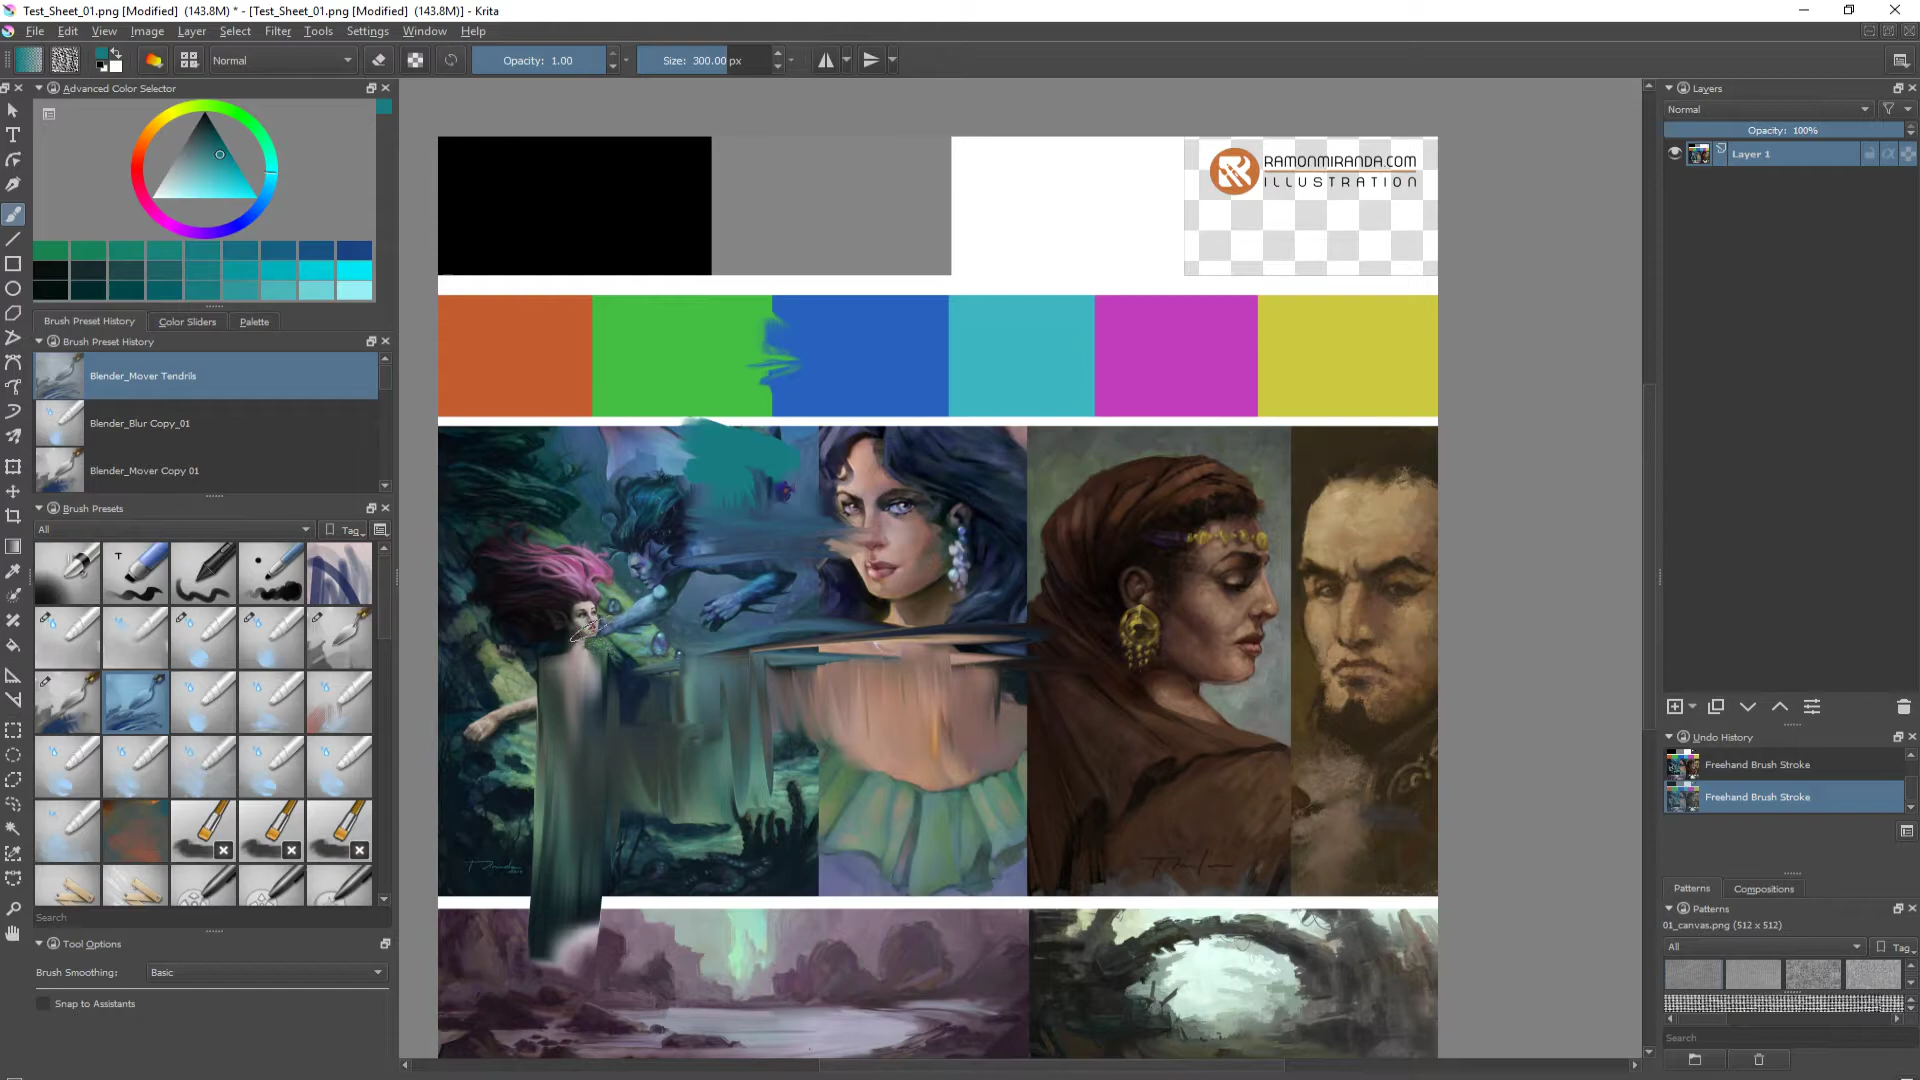 Test_Sheet_01.png [Modified]  (143.8M) * - [Test_Sheet_01.png [Modified]  (143.8M)] - Krita
File Edit View Image Layer Select Filter Tools Settings Window Help
Normal
Opacity: 1.00
Size: 300.00 px
Advanced Color Selector
Brush Preset History
Color Sliders
Palette
Brush Preset History
Blender_Mover Tendrils
Blender_Blur Copy_01
Blender_Mover Copy 01
Brush Presets
All
Tag
Search
Tool Options
Brush Smoothing:
Basic
Snap to Assistants
RAMONMIRANDA.COM
ILLUSTRATION
Layers
Normal
Opacity: 100%
Layer 1
Undo History
Freehand Brush Stroke
Freehand Brush Stroke
Patterns
Compositions
Patterns
01_canvas.png (512 x 512)
All
Tag
Search